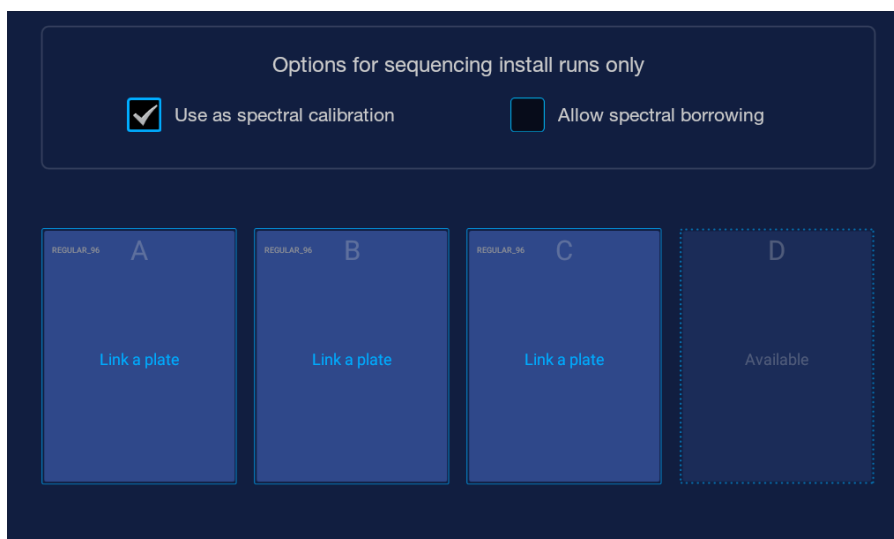 Options for sequencing install runs only
Use as spectral calibration
Allow spectral borrowing
REGULAR_96 A
REGULAR_96 B
REGULAR_96 C
D
Link a plate
Link a plate
Link a plate
Available